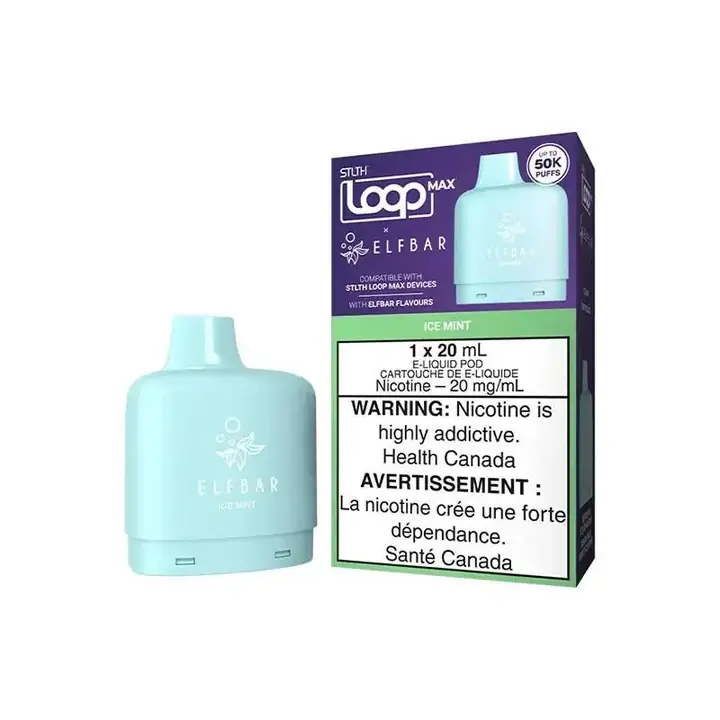 ELFBAR
ICE MINT
STLTH
Loop MAX
UP TO
50K
PUFFS
×
ELFBAR
COMPATIBLE WITH
STLTH LOOP MAX DEVICES
WITH ELFBAR FLAVOURS
ICE MINT
1 x 20 mL
E-LIQUID POD
CARTOUCHE DE E-LIQUIDE
Nicotine – 20 mg/mL
WARNING: Nicotine is
highly addictive.
Health Canada
AVERTISSEMENT :
La nicotine crée une forte
dépendance.
Santé Canada